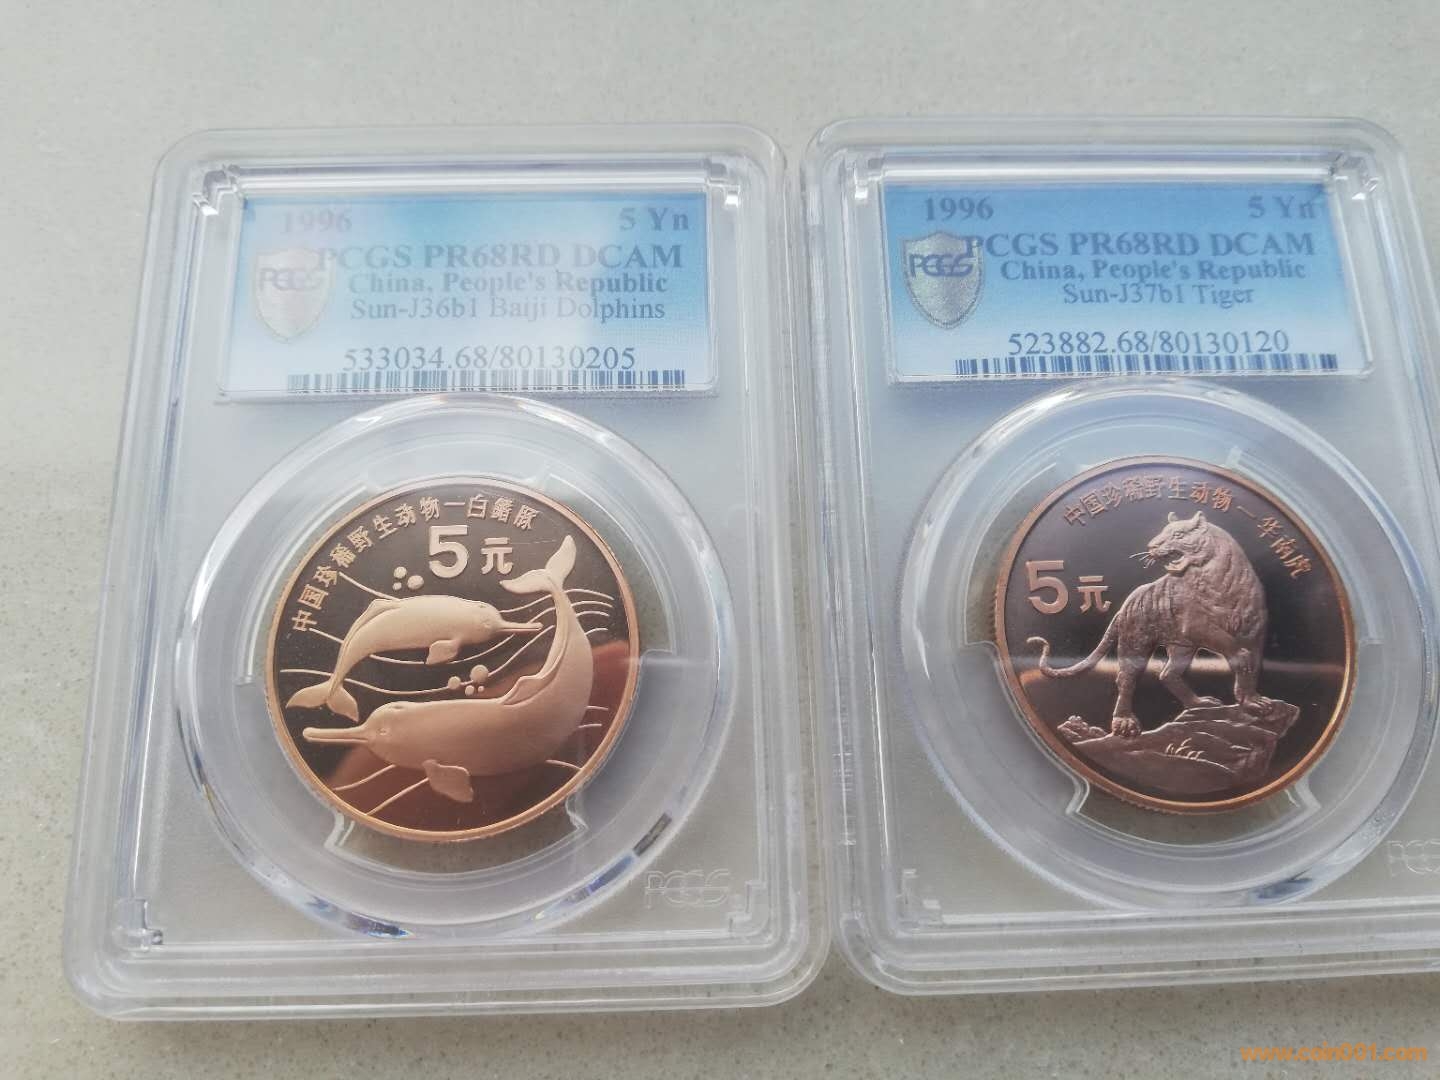 1996 5 Yn
PCGS PR68RD DCAM
China, People's Republic
Sun-J36b1 Baiji Dolphins
533034.68/80130205
PCGS
中国珍稀野生动物—白鱀豚
5元
PCGS
1996 5 Yn
PCGS PR68RD DCAM
China, People's Republic
Sun-J37b1 Tiger
523882.68/80130120
PCGS
中国珍稀野生动物—华南虎
5元
www.coin001.com